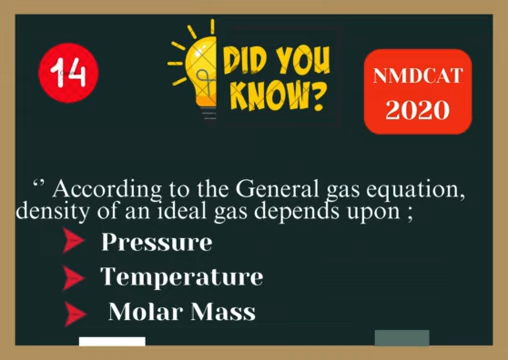 14
DID YOU
KNOW?
NMDCAT
2020
‘’ According to the General gas equation,
density of an ideal gas depends upon ;
Pressure
Temperature
Molar Mass